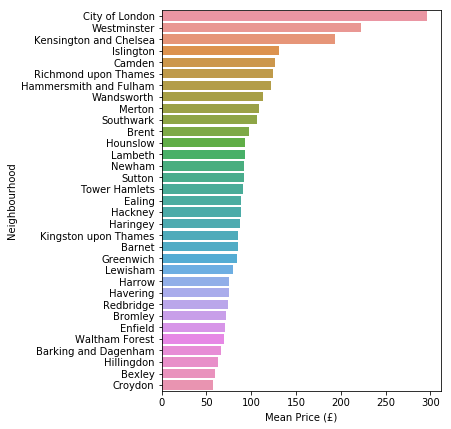 City of London
Westminster
Kensington and Chelsea
Islington
Camden
Richmond upon Thames
Hammersmith and Fulham
Wandsworth
Merton
Southwark
Brent
Hounslow
Lambeth
Newham
Sutton
Tower Hamlets
Ealing
Hackney
Haringey
Kingston upon Thames
Barnet
Greenwich
Lewisham
Harrow
Havering
Redbridge
Bromley
Enfield
Waltham Forest
Barking and Dagenham
Hillingdon
Bexley
Croydon
Neighbourhood
0 50 100 150 200 250 300
Mean Price (£)